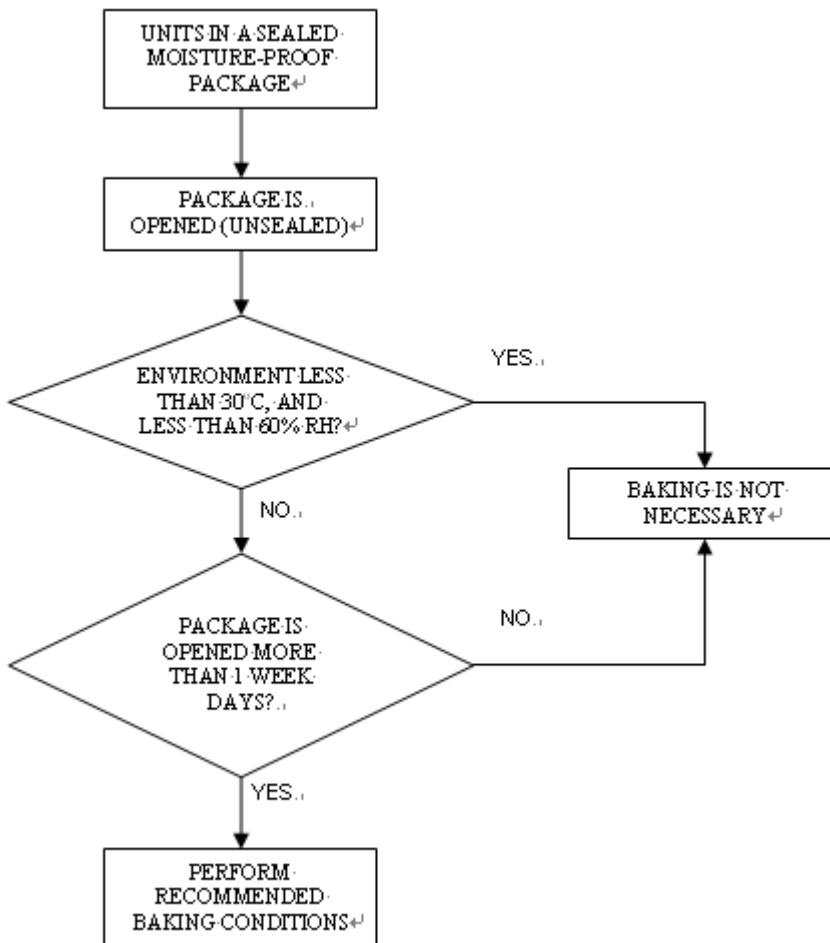 UNITS IN A SEALED
MOISTURE-PROOF
PACKAGE
PACKAGE IS
OPENED (UNSEALED)
YES
ENVIRONMENT LESS
THAN 30°C, AND
LESS THAN 60% RH?
BAKING IS NOT
NECESSARY
NO
PACKAGE IS
OPENED MORE
THAN 1 WEEK
DAYS?
NO
YES
PERFORM
RECOMMENDED
BAKING CONDITIONS